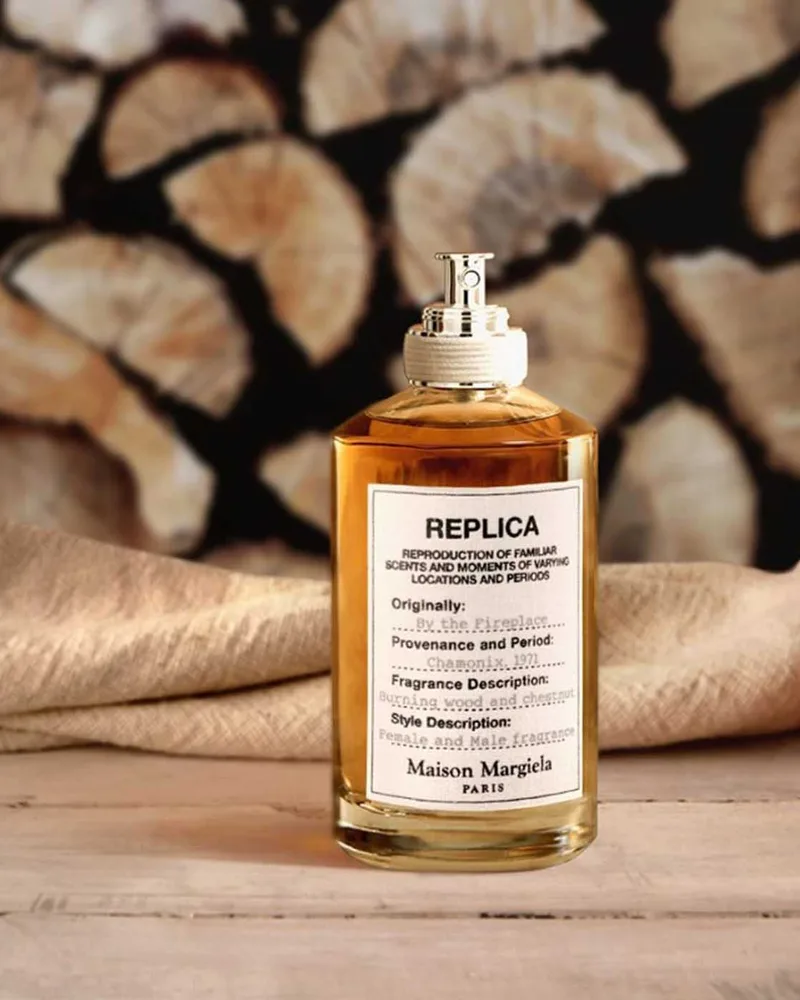 REPLICA
REPRODUCTION OF FAMILIAR
SCENTS AND MOMENTS OF VARYING
LOCATIONS AND PERIODS
Originally:
By the Fireplace
Provenance and Period:
Chamonix, 1971
Fragrance Description:
Burning wood and chestnut
Style Description:
Female and Male fragrance
Maison Margiela
PARIS